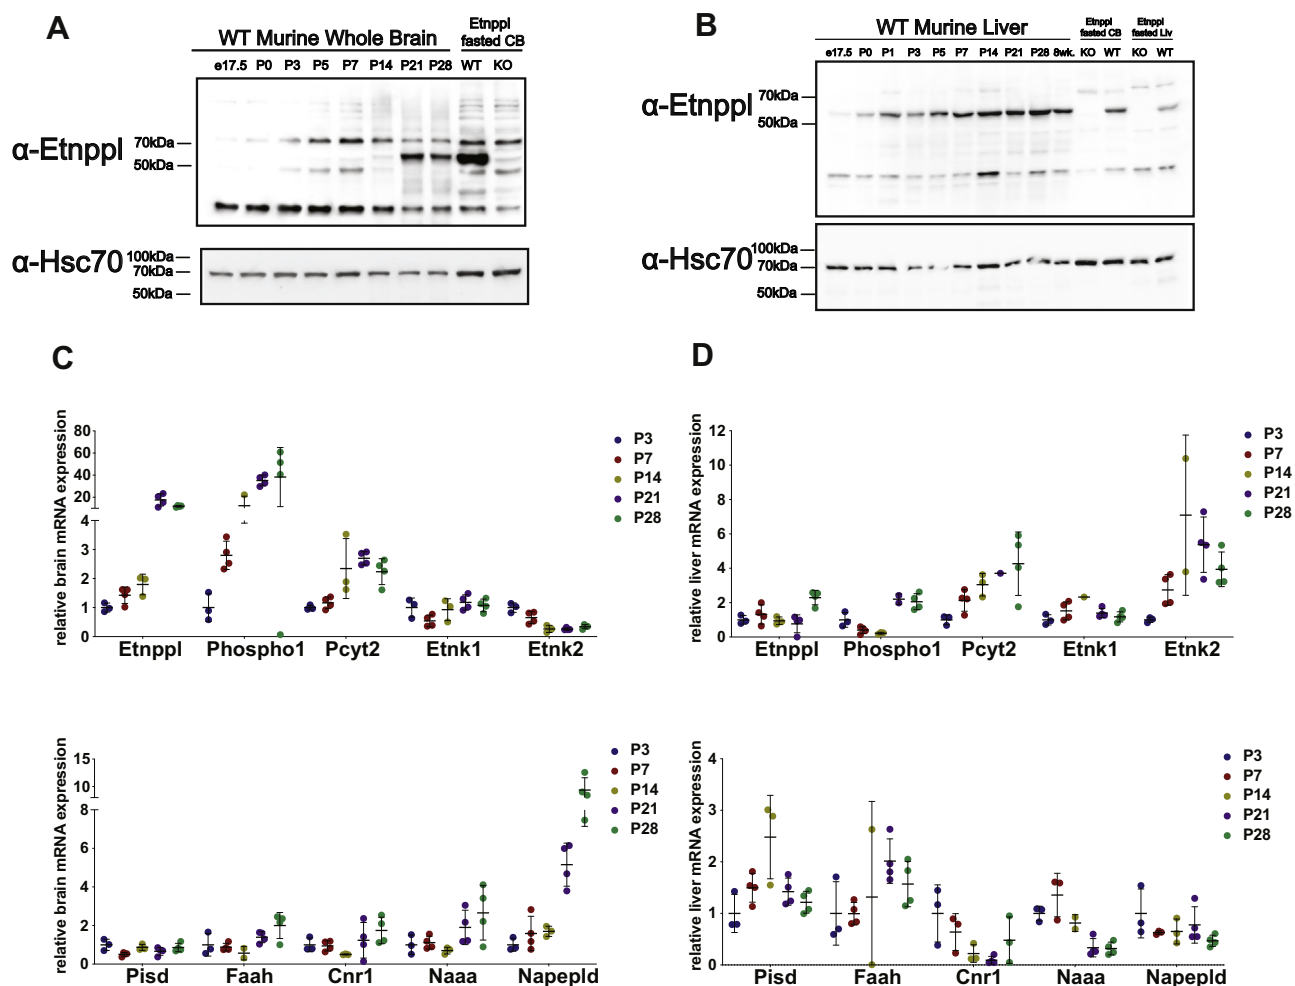 A
Etnppl
fasted CB
WT Murine Whole Brain
e17.5 P0 P3 P5 P7 P14 P21 P28 WT KO
α-Etnppl
70kDa
50kDa
α-Hsc70
100kDa
70kDa
50kDa
B
WT Murine Liver
Etnppl
fasted CB
Etnppl
fasted Liv
e17.5 P0 P1 P3 P5 P7 P14 P21 P28 8wk. KO WT KO WT
α-Etnppl
70kDa
50kDa
α-Hsc70
100kDa
70kDa
50kDa
C
relative brain mRNA expression
80
60
40
20
4
3
2
1
0
Etnppl Phospho1 Pcyt2 Etnk1 Etnk2
P3
P7
P14
P21
P28
D
relative liver mRNA expression
12
10
8
6
4
2
0
Etnppl Phospho1 Pcyt2 Etnk1 Etnk2
P3
P7
P14
P21
P28
relative brain mRNA expression
15
10
8
6
4
2
0
Pisd Faah Cnr1 Naaa Napepld
P3
P7
P14
P21
P28
relative liver mRNA expression
4
3
2
1
0
Pisd Faah Cnr1 Naaa Napepld
P3
P7
P14
P21
P28